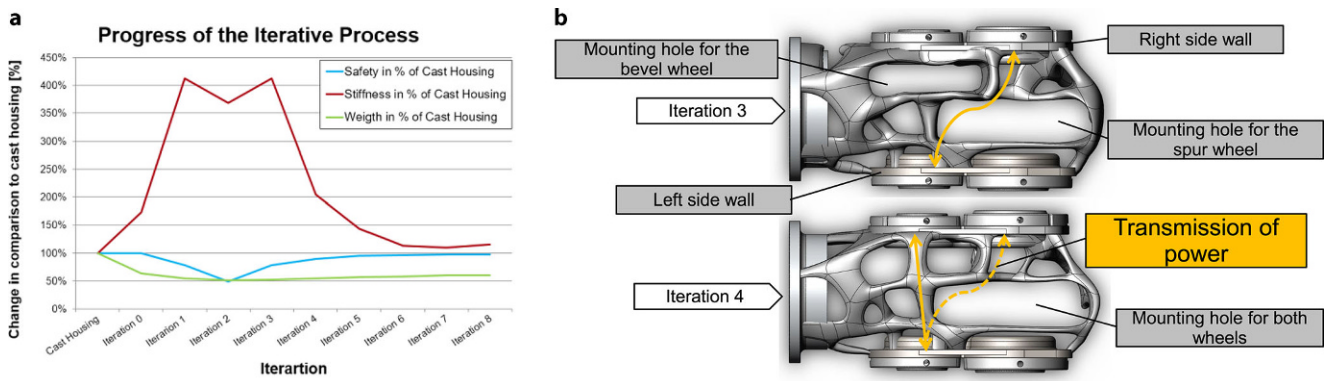 a
Progress of the Iterative Process
Change in comparison to cast housing [%]
450%
400%
350%
300%
250%
200%
150%
100%
50%
0%
Safety in % of Cast Housing
Stiffness in % of Cast Housing
Weigth in % of Cast Housing
Cast Housing
Iteration 0
Iterarion 1
Iteration 2
Iteration 3
Iteration 4
Iteration 5
Iteration 6
Iteration 7
Iteration 8
Iterartion
b
Mounting hole for the
bevel wheel
Right side wall
Iteration 3
Mounting hole for the
spur wheel
Left side wall
Transmission of
power
Iteration 4
Mounting hole for both
wheels